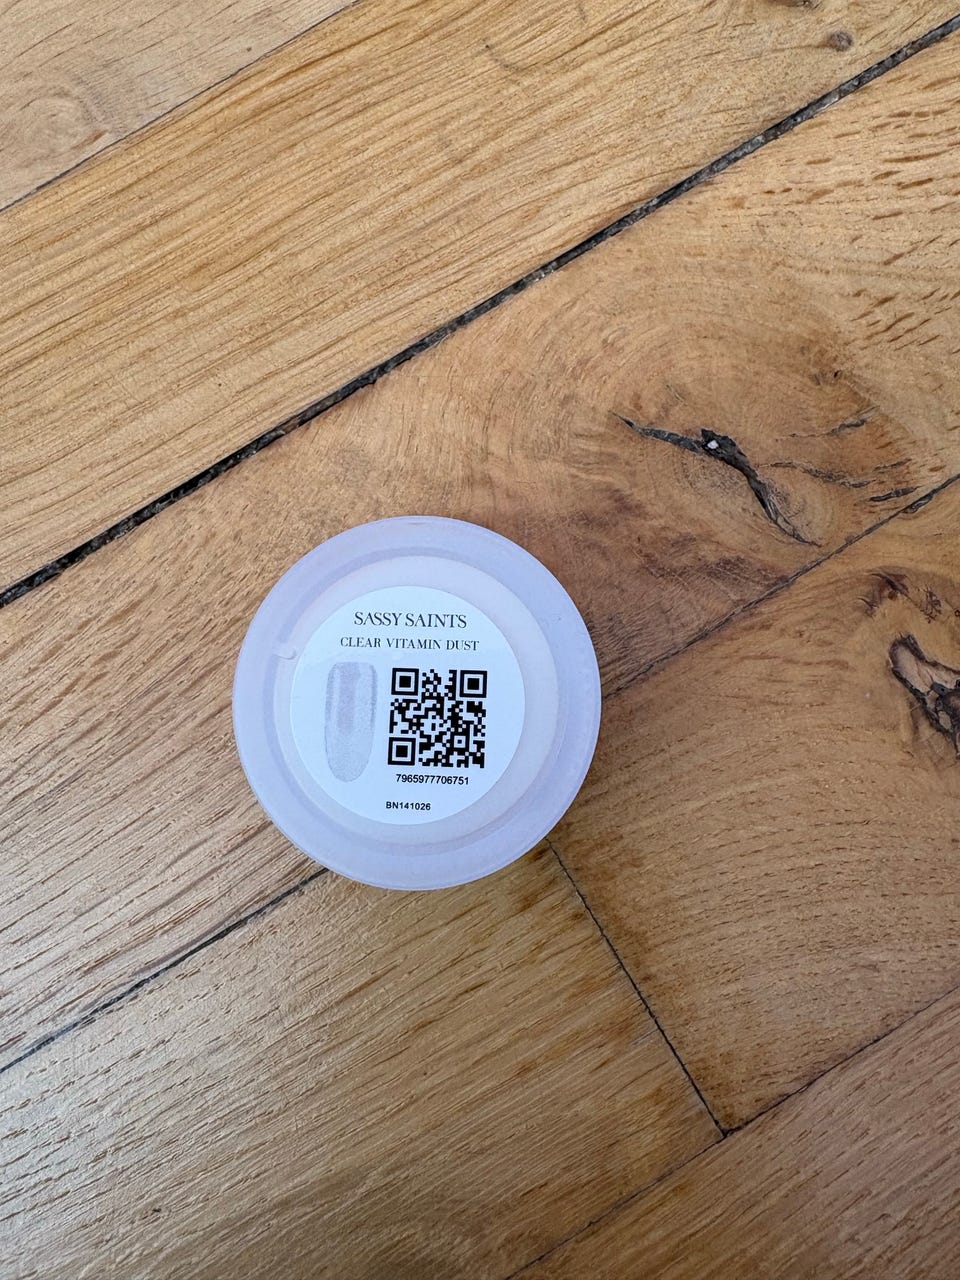 SASSY SAINTS
CLEAR VITAMIN DUST
7965977706751
BN141026